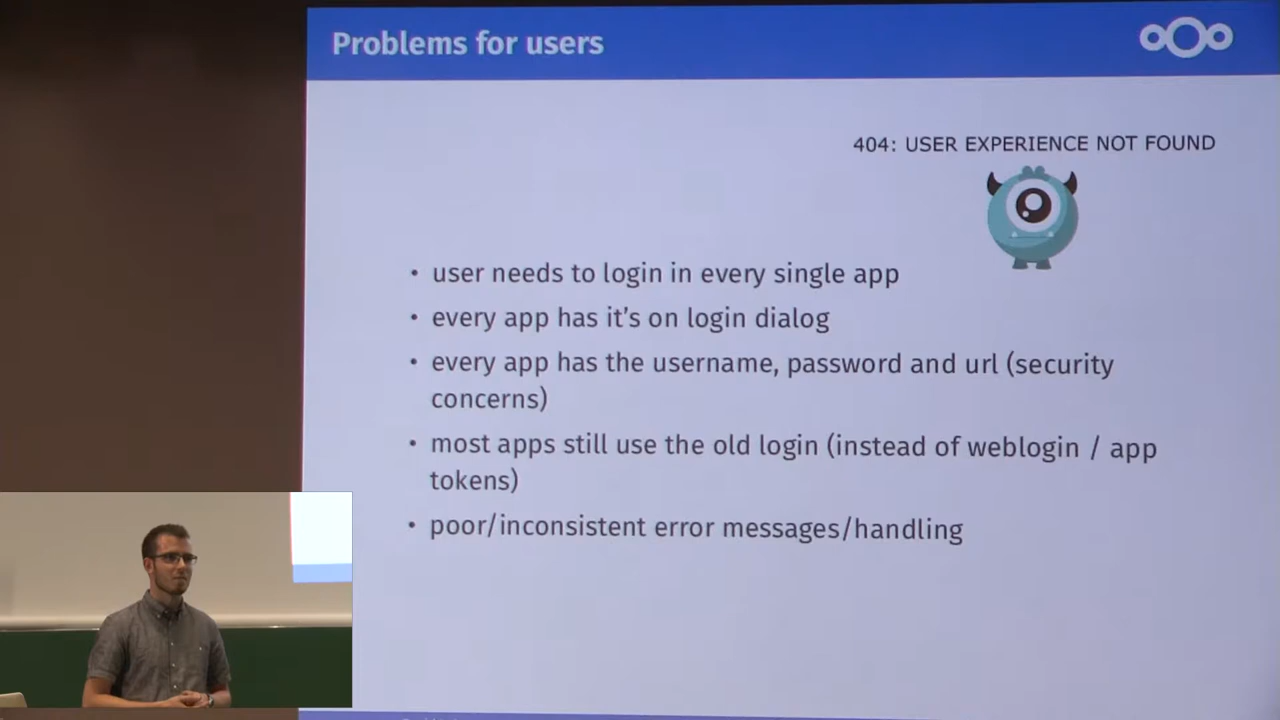 Problems for users
404: USER EXPERIENCE NOT FOUND
• user needs to login in every single app
• every app has it's on login dialog
• every app has the username, password and url (security
concerns)
• most apps still use the old login (instead of weblogin / app
tokens)
• poor/inconsistent error messages/handling